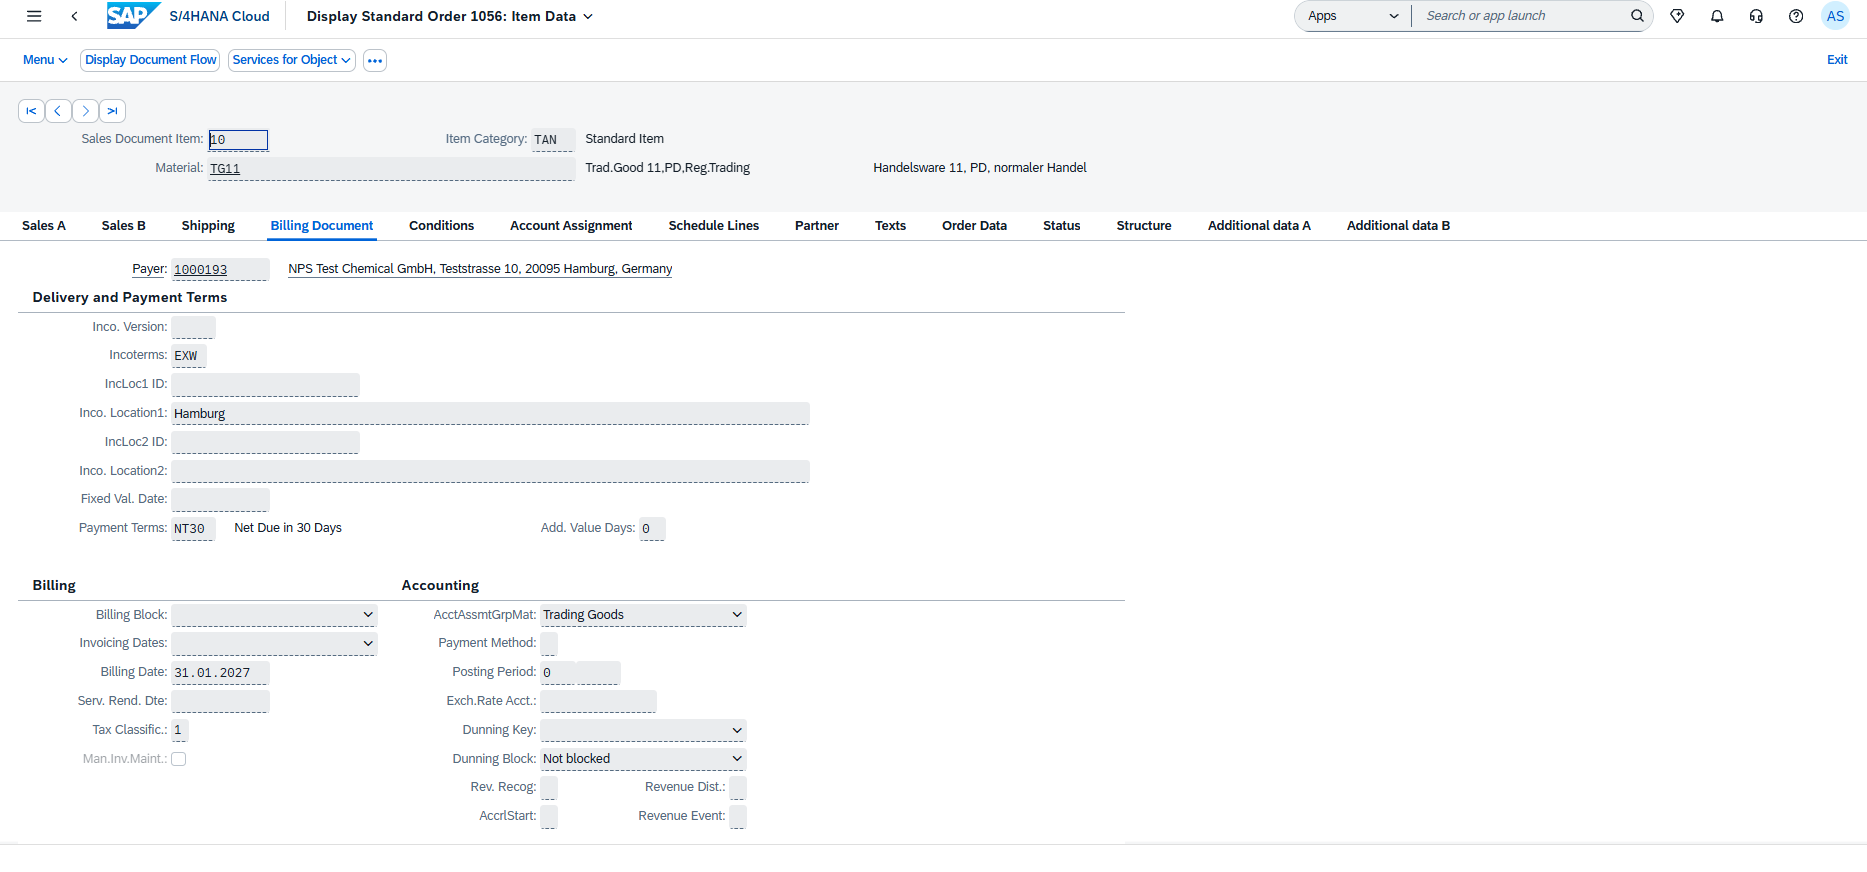 SAP S/4HANA Cloud Display Standard Order 1056: Item Data Apps Search or app launch AS
Menu Display Document Flow Services for Object Exit
Sales Document Item: 10 Item Category: TAN Standard Item
Material: TG11 Trad.Good 11,PD,Reg.Trading Handelsware 11, PD, normaler Handel
Sales A Sales B Shipping Billing Document Conditions Account Assignment Schedule Lines Partner Texts Order Data Status Structure Additional data A Additional data B
Payer: 1000193 NPS Test Chemical GmbH, Teststrasse 10, 20095 Hamburg, Germany
Delivery and Payment Terms
Inco. Version:
Incoterms: EXW
IncLoc1 ID:
Inco. Location1: Hamburg
IncLoc2 ID:
Inco. Location2:
Fixed Val. Date:
Payment Terms: NT30 Net Due in 30 Days Add. Value Days: 0
Billing Accounting
Billing Block: AcctAssmtGrpMat: Trading Goods
Invoicing Dates: Payment Method:
Billing Date: 31.01.2027 Posting Period: 0
Serv. Rend. Dte: Exch.Rate Acct.:
Tax Classific.: 1 Dunning Key:
Man.Inv.Maint.: Dunning Block: Not blocked
Rev. Recog: Revenue Dist.:
AccrlStart: Revenue Event: